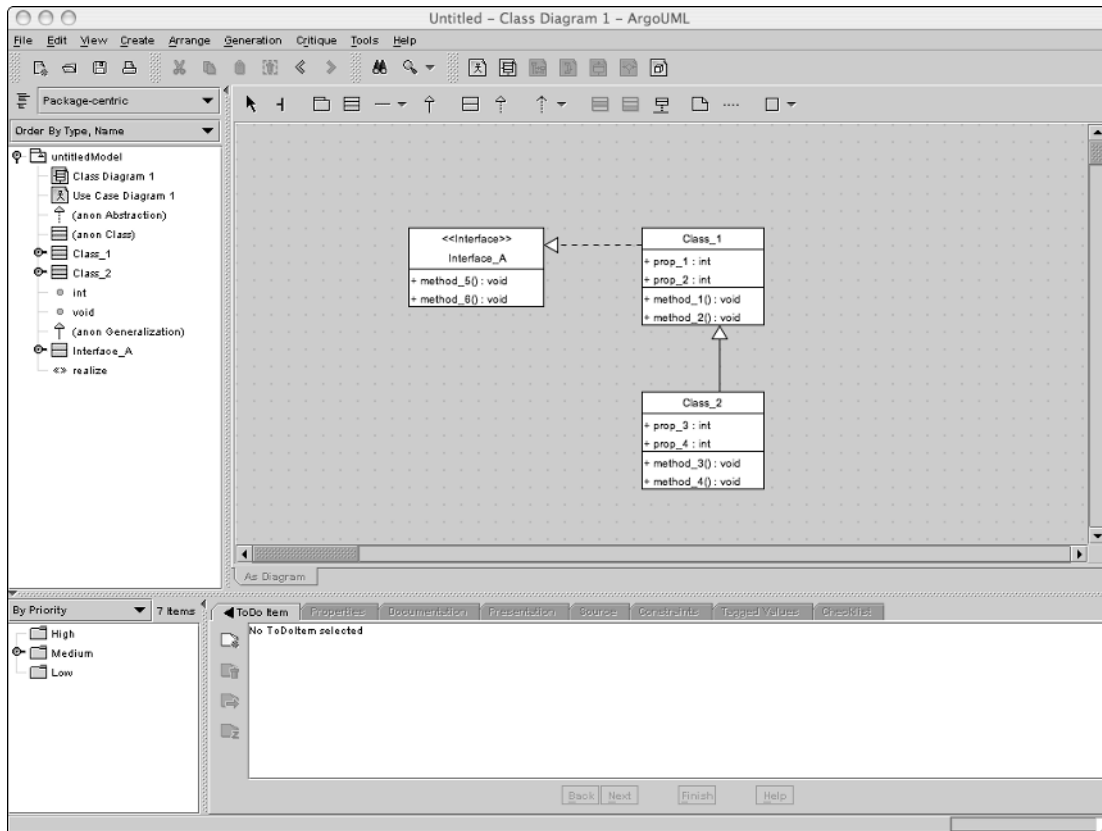 Untitled – Class Diagram 1 – ArgoUML
File Edit View Create Arrange Generation Critique Tools Help
Package-centric
Order By Type, Name
untitledModel
Class Diagram 1
Use Case Diagram 1
(anon Abstraction)
(anon Class)
Class_1
Class_2
int
void
(anon Generalization)
Interface_A
«» realize
<<Interface>>
Interface_A
+ method_5() : void
+ method_6() : void
Class_1
+ prop_1 : int
+ prop_2 : int
+ method_1() : void
+ method_2() : void
Class_2
+ prop_3 : int
+ prop_4 : int
+ method_3() : void
+ method_4() : void
As Diagram
By Priority 7 Items
High
Medium
Low
ToDo Item Properties Documentation Presentation Source Constraints Tagged Values Checklist
No ToDoItem selected
Back Next Finish Help